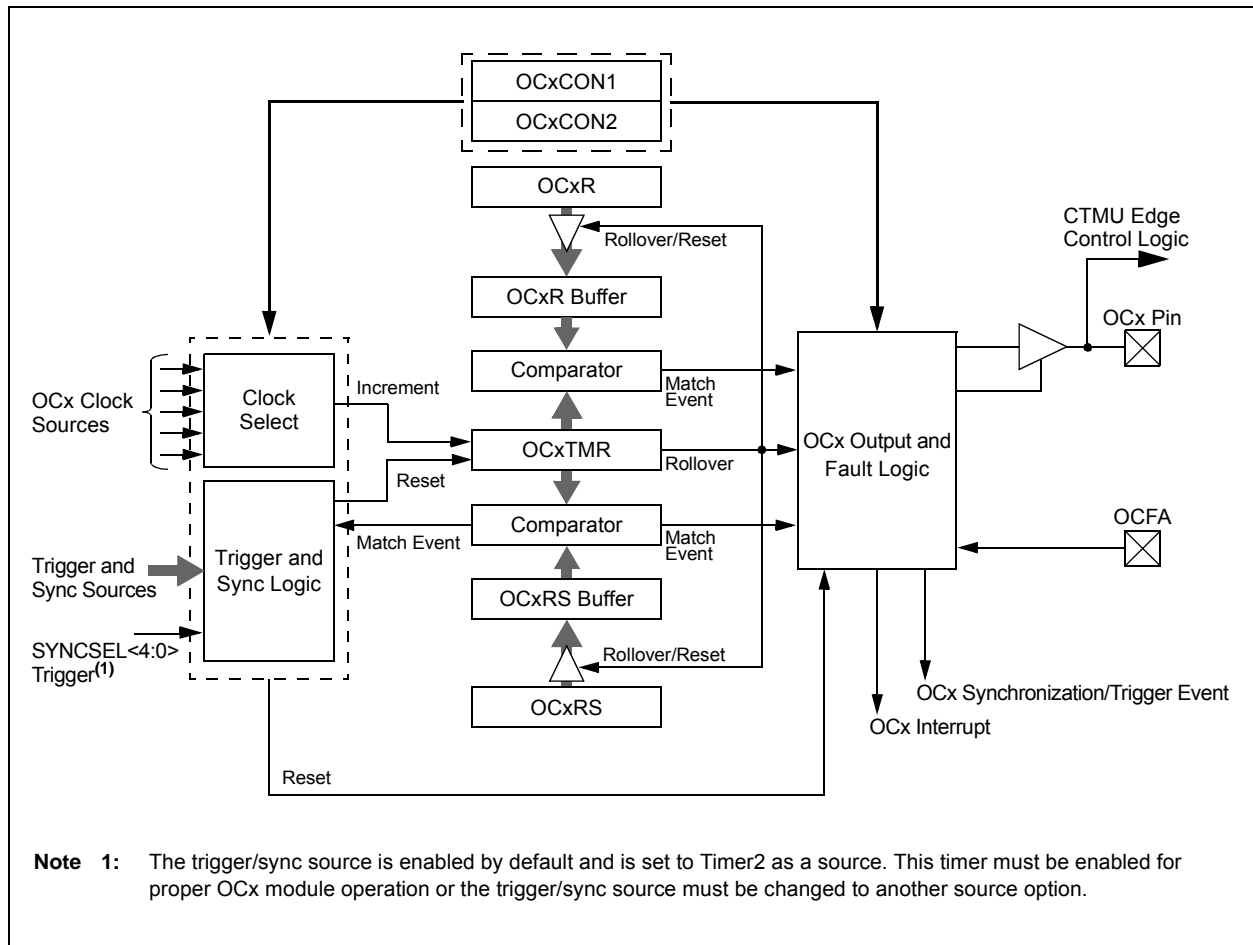 OCxCON1
OCxCON2
OCxR
Rollover/Reset
CTMU Edge
Control Logic
OCxR Buffer
OCx Pin
Comparator
Match
Event
OCx Clock
Sources
Clock
Select
Increment
OCxTMR
Rollover
Reset
OCx Output and
Fault Logic
Comparator
Match Event
Match
Event
OCFA
Trigger and
Sync Sources
Trigger and
Sync Logic
OCxRS Buffer
SYNCSEL<4:0>
Trigger(1)
Rollover/Reset
OCxRS
OCx Synchronization/Trigger Event
OCx Interrupt
Reset
Note 1: The trigger/sync source is enabled by default and is set to Timer2 as a source. This timer must be enabled for
proper OCx module operation or the trigger/sync source must be changed to another source option.